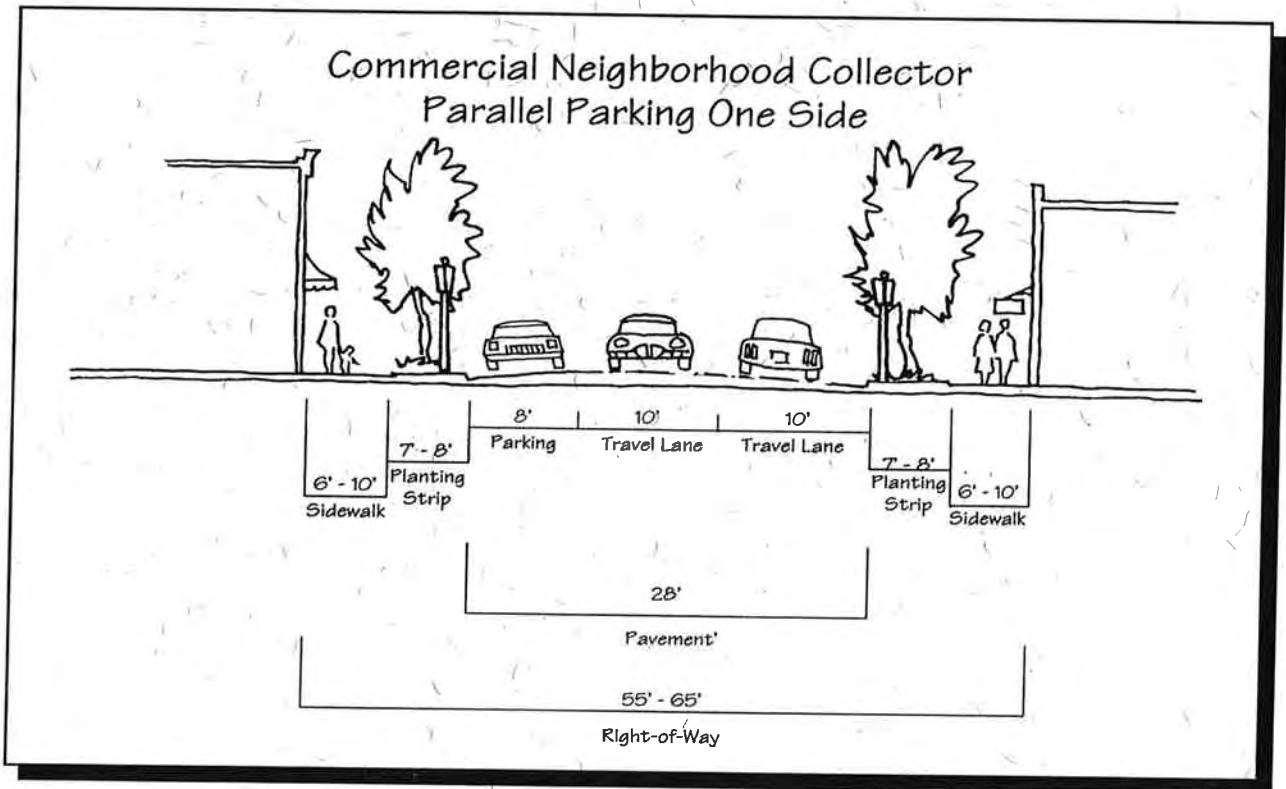 Commercial Neighborhood Collector
Parallel Parking One Side
8' 10' 10'
Parking Travel Lane Travel Lane
7' - 8'
Planting
Strip
7' - 8'
Planting
Strip
6' - 10'
Sidewalk
6' - 10'
Sidewalk
28'
Pavement'
55' - 65'
Right-of-Way